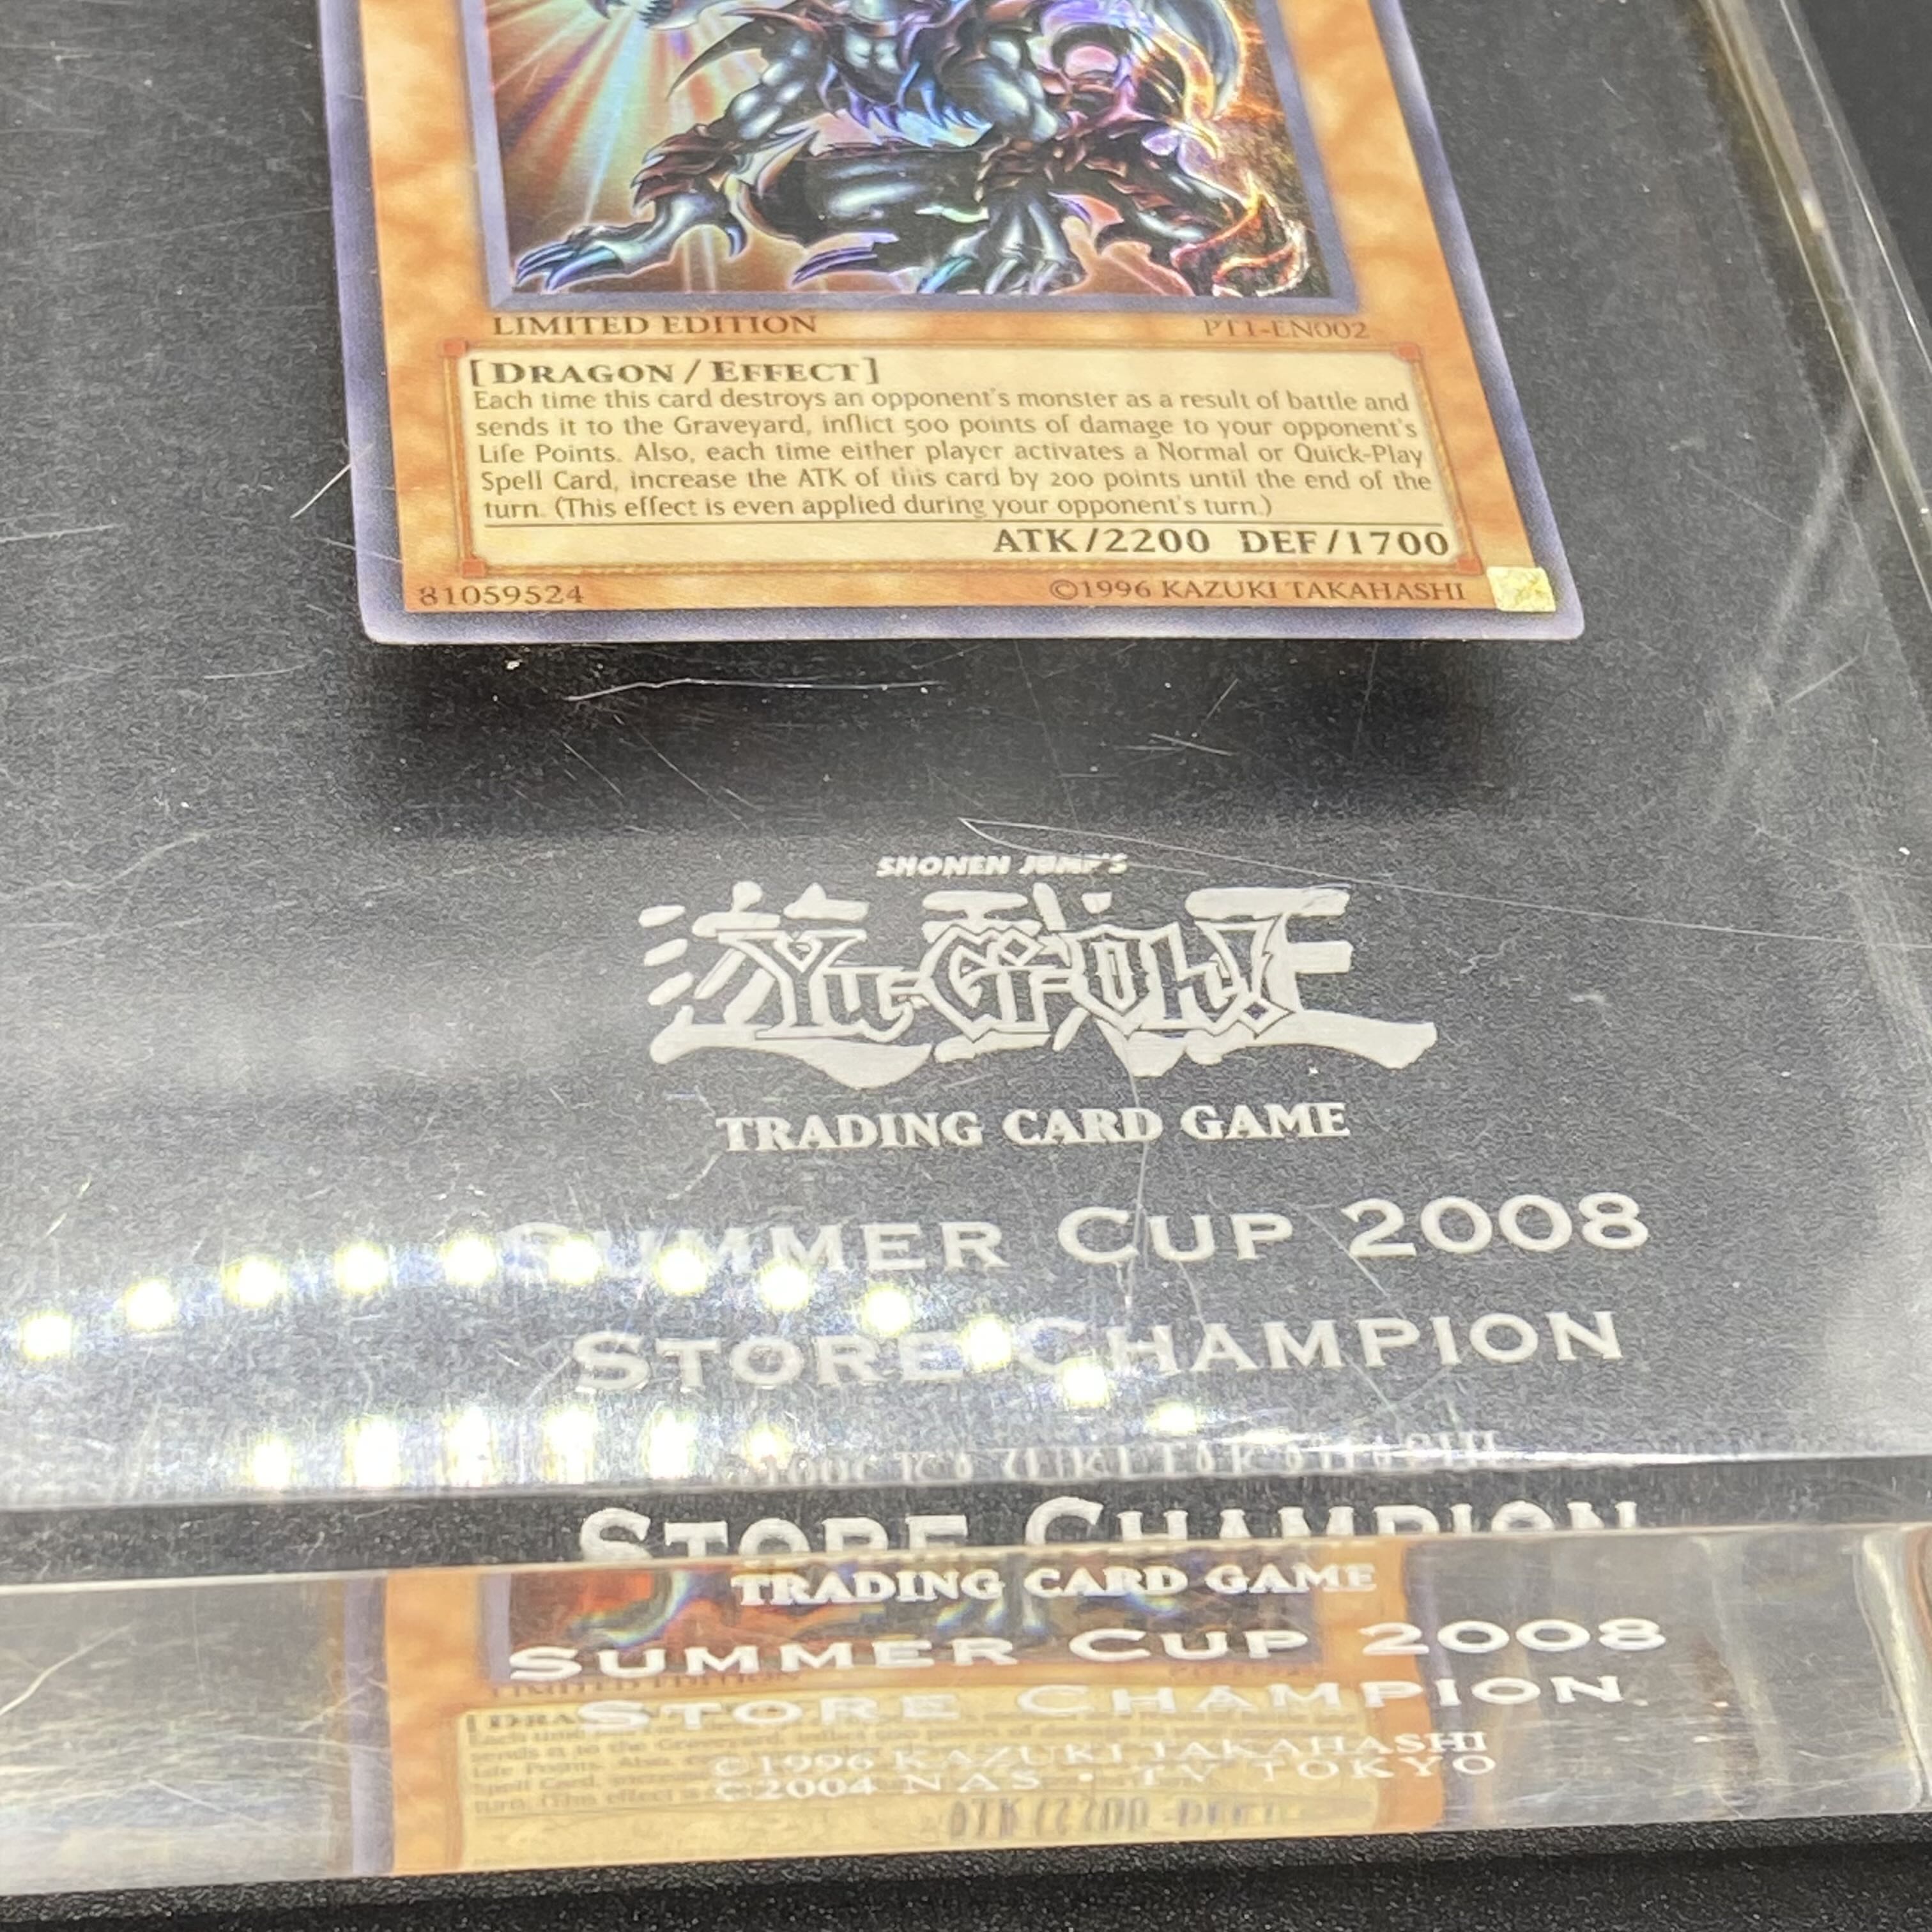 LIMITED EDITION
PT1-EN002
[DRAGON/EFFECT]
Each time this card destroys an opponent's monster as a result of battle and
sends it to the Graveyard, inflict 500 points of damage to your opponent's
Life Points. Also, each time either player activates a Normal or Quick-Play
Spell Card, increase the ATK of this card by 200 points until the end of the
turn. (This effect is even applied during your opponent's turn.)
ATK/2200 DEF/1700
81059524
©1996 KAZUKI TAKAHASHI
SHONEN JUMP'S
遊戯王
Yu-Gi-Oh!
TRADING CARD GAME
SUMMER CUP 2008
STORE CHAMPION
STORE CHAMPION
TRADING CARD GAME
SUMMER CUP 2008
STORE CHAMPION
©1996 KAZUKI TAKAHASHI
©2004 NAS · TV TOKYO